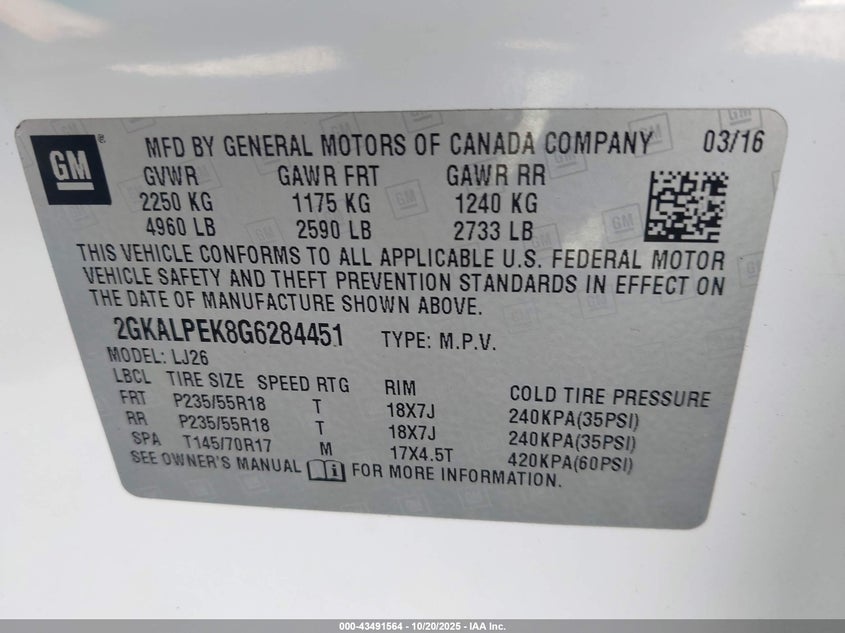 GM
MFD BY GENERAL MOTORS OF CANADA COMPANY 03/16
GVWR GAWR FRT GAWR RR
2250 KG 1175 KG 1240 KG
4960 LB 2590 LB 2733 LB
THIS VEHICLE CONFORMS TO ALL APPLICABLE U.S. FEDERAL MOTOR
VEHICLE SAFETY AND THEFT PREVENTION STANDARDS IN EFFECT ON
THE DATE OF MANUFACTURE SHOWN ABOVE.
2GKALPEK8G6284451 TYPE: M.P.V.
MODEL: LJ26
LBCL TIRE SIZE SPEED RTG RIM COLD TIRE PRESSURE
FRT P235/55R18 T 18X7J 240KPA(35PSI)
RR P235/55R18 T 18X7J 240KPA(35PSI)
SPA T145/70R17 M 17X4.5T 420KPA(60PSI)
SEE OWNER'S MANUAL FOR MORE INFORMATION.
000-43491564 - 10/20/2025 - IAA Inc.